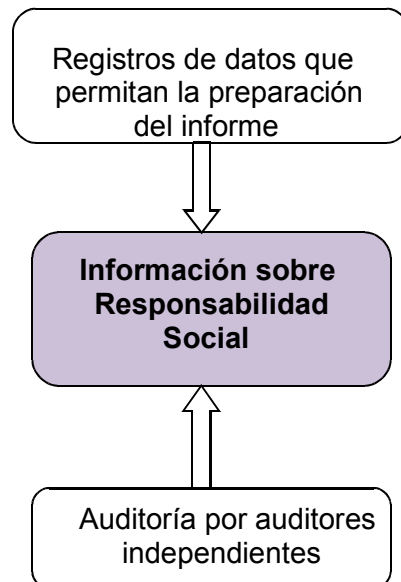 Registros de datos que
permitan la preparación
del informe
Información sobre
Responsabilidad
Social
Auditoría por auditores
independientes